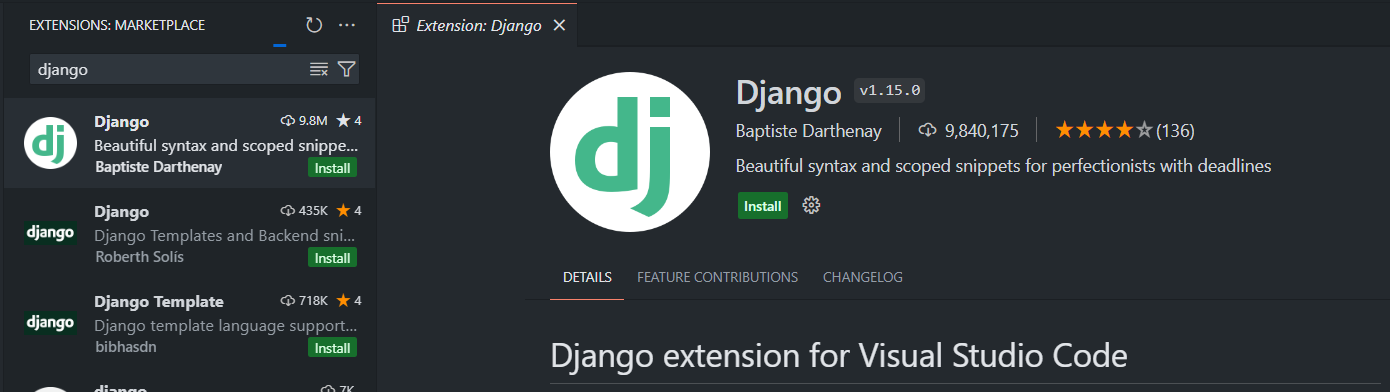 EXTENSIONS: MARKETPLACE
django
Django 9.8M 4
Beautiful syntax and scoped snippe...
Baptiste Darthenay Install
django
Django 435K 4
Django Templates and Backend sni...
Roberth Solís Install
django
Django Template 718K 4
Django template language support...
bibhasdn Install
django 7K
Extension: Django
dj
Django v1.15.0
Baptiste Darthenay 9,840,175 (136)
Beautiful syntax and scoped snippets for perfectionists with deadlines
Install
DETAILS FEATURE CONTRIBUTIONS CHANGELOG
Django extension for Visual Studio Code